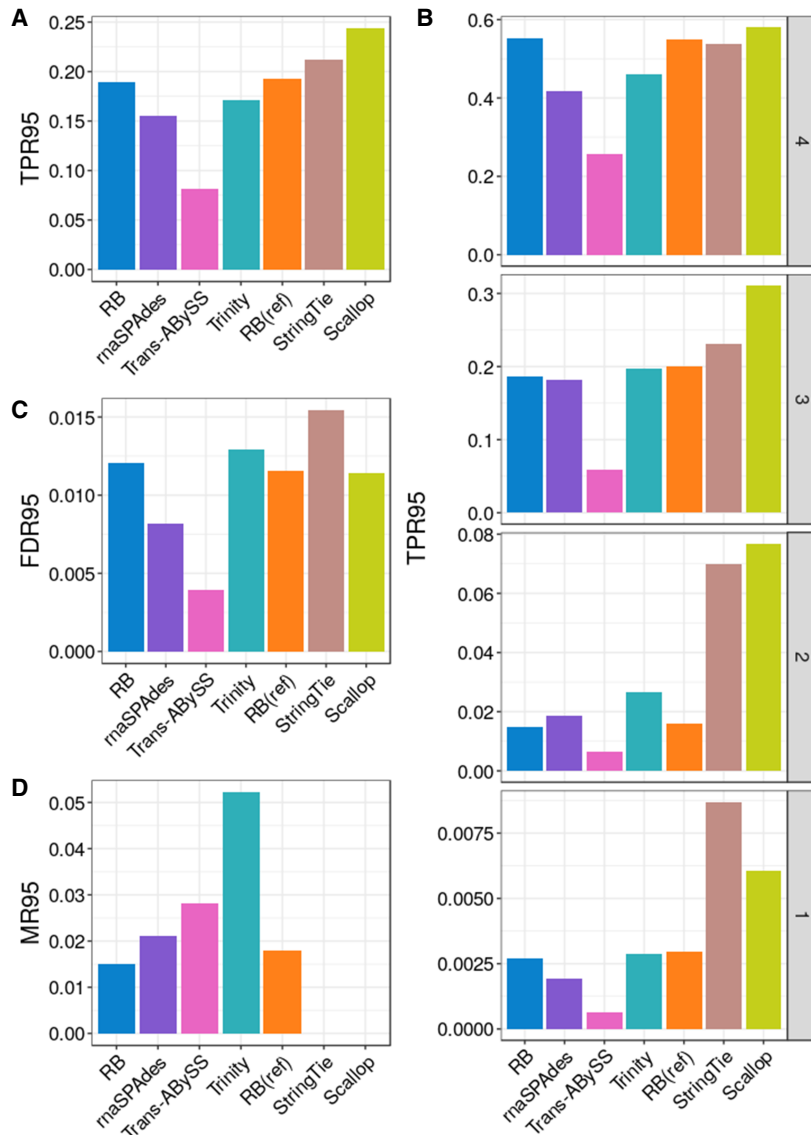 A
TPR95
0.25
0.20
0.15
0.10
0.05
0.00
RB
rnaSPAdes
Trans-ABySS
Trinity
RB(ref)
StringTie
Scallop
B
TPR95
0.6
0.4
0.2
0.0
4
0.3
0.2
0.1
0.0
3
0.08
0.06
0.04
0.02
0.00
2
0.0075
0.0050
0.0025
0.0000
1
RB
rnaSPAdes
Trans-ABySS
Trinity
RB(ref)
StringTie
Scallop
C
FDR95
0.015
0.010
0.005
0.000
RB
rnaSPAdes
Trans-ABySS
Trinity
RB(ref)
StringTie
Scallop
D
MR95
0.05
0.04
0.03
0.02
0.01
0.00
RB
rnaSPAdes
Trans-ABySS
Trinity
RB(ref)
StringTie
Scallop